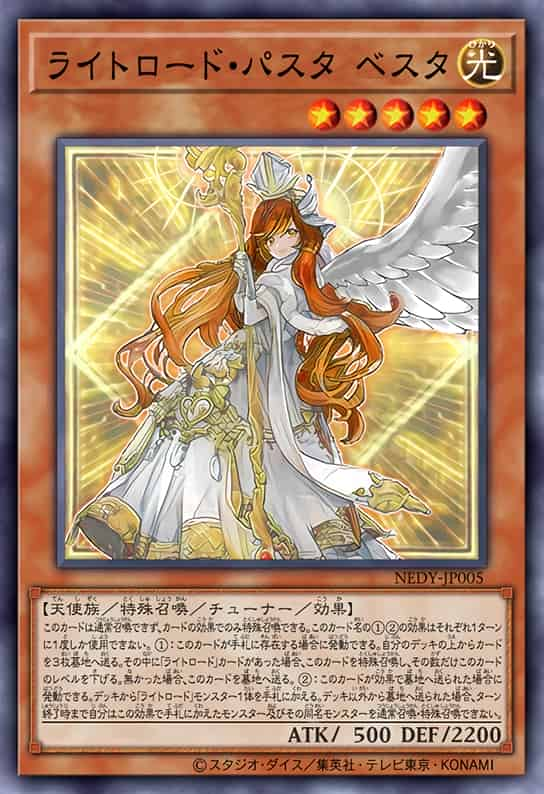 ライトロード・パスタ ベスタ
ひかり
光
NEDY-JP005
【天使族／特殊召喚／チューナー／効果】
このカードは通常召喚できず、カードの効果でのみ特殊召喚できる。このカード名の①②の効果はそれぞれ1ターン
に1度しか使用できない。①：このカードが手札に存在する場合に発動できる。自分のデッキの上からカード
を3枚墓地へ送る。その中に「ライトロード」カードがあった場合、このカードを特殊召喚し、その数だけこのカード
のレベルを下げる。無かった場合、このカードを墓地へ送る。②：このカードが効果で墓地へ送られた場合に
発動できる。デッキから「ライトロード」モンスター1体を手札にかえる。デッキ以外から墓地へ送られた場合、ターン
終了時まで自分はこの効果で手札にかえたモンスター及びその同名モンスターを通常召喚・特殊召喚できない。
ATK/ 500 DEF/2200
©スタジオ・ダイス／集英社・テレビ東京・KONAMI